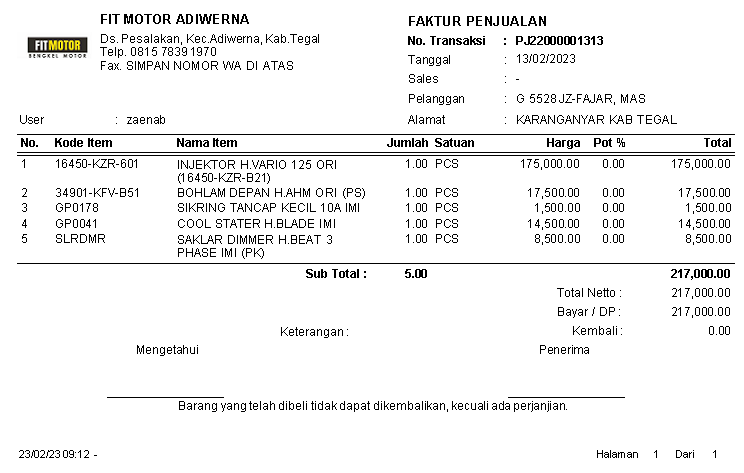 FIT MOTOR ADIWERNA
FITMOTOR
BENGKEL MOTOR
Ds. Pesalakan, Kec.Adiwerna, Kab.Tegal
Telp. 0815 7839 1970
Fax. SIMPAN NOMOR WA DI ATAS
FAKTUR PENJUALAN
No. Transaksi : PJ22000001313
Tanggal : 13/02/2023
Sales : -
Pelanggan : G 5528 JZ-FAJAR, MAS
User : zaenab
Alamat : KARANGANYAR KAB TEGAL
No. Kode Item Nama Item Jumlah Satuan Harga Pot % Total
1 16450-KZR-601 INJEKTOR H.VARIO 125 ORI 1.00 PCS 175,000.00 0.00 175,000.00
(16450-KZR-B21)
2 34901-KFV-B51 BOHLAM DEPAN H.AHM ORI (PS) 1.00 PCS 17,500.00 0.00 17,500.00
3 GP0178 SIKRING TANCAP KECIL 10A IMI 1.00 PCS 1,500.00 0.00 1,500.00
4 GP0041 COOL STATER H.BLADE IMI 1.00 PCS 14,500.00 0.00 14,500.00
5 SLRDMR SAKLAR DIMMER H.BEAT 3 1.00 PCS 8,500.00 0.00 8,500.00
PHASE IMI (PK)
Sub Total : 5.00 217,000.00
Total Netto : 217,000.00
Bayar / DP : 217,000.00
Keterangan : Kembali : 0.00
Mengetahui Penerima
Barang yang telah dibeli tidak dapat dikembalikan, kecuali ada perjanjian.
23/02/23 09:12 - Halaman 1 Dari 1